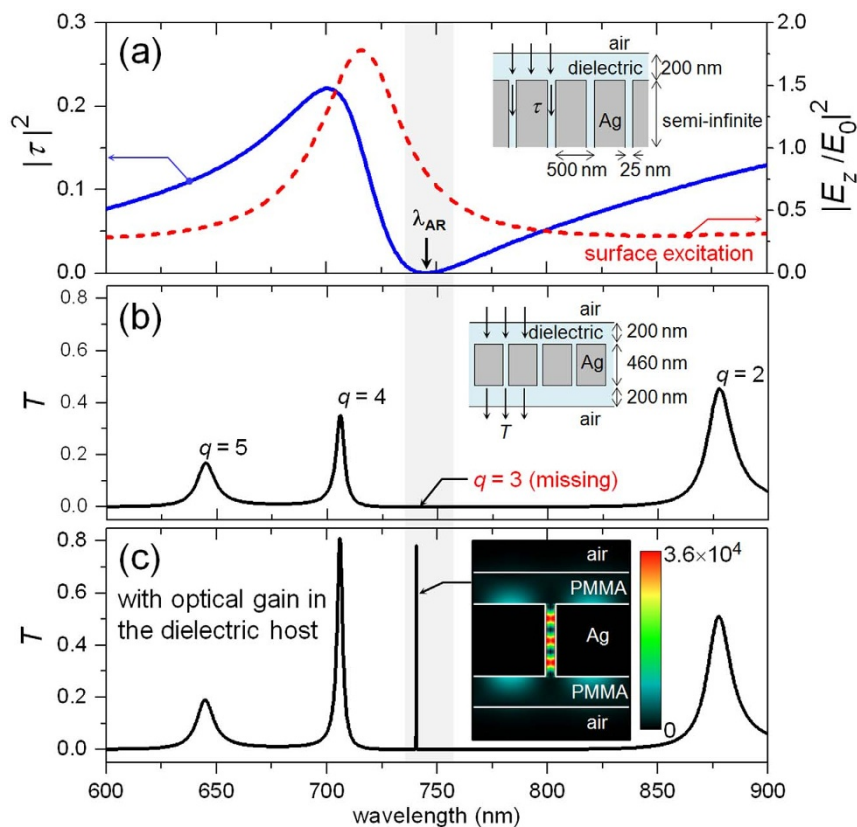 (a)
0.3
0.2
0.1
0.0
|τ|²
2.0
1.5
1.0
0.5
0.0
|E_z/E_0|²
λ_AR
surface excitation
air
dielectric
200 nm
τ
Ag
semi-infinite
500 nm
25 nm
(b)
0.8
0.6
0.4
0.2
0.0
T
q = 5
q = 4
q = 3 (missing)
q = 2
air
dielectric
200 nm
Ag
460 nm
200 nm
air
T
(c)
0.8
0.6
0.4
0.2
0.0
T
with optical gain in
the dielectric host
air
PMMA
Ag
PMMA
air
3.6×10⁴
0
600
650
700
750
800
850
900
wavelength (nm)